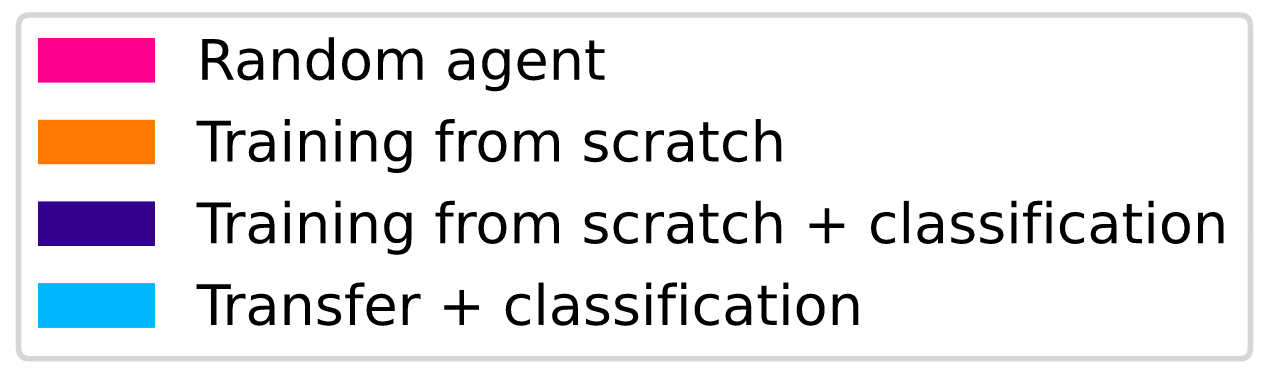 Random agent
Training from scratch
Training from scratch + classification
Transfer + classification